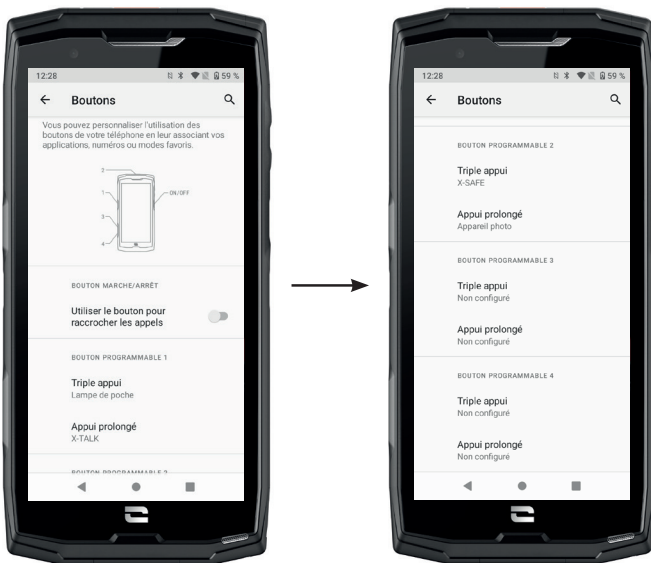 12:28
59 %
Boutons
Vous pouvez personnaliser l'utilisation des
boutons de votre téléphone en leur associant vos
applications, numéros ou modes favoris.
2
1
ON/OFF
3
4
BOUTON MARCHE/ARRÊT
Utiliser le bouton pour
raccrocher les appels
BOUTON PROGRAMMABLE 1
Triple appui
Lampe de poche
Appui prolongé
X-TALK
BOUTON PROGRAMMABLE 2
12:28
59 %
Boutons
BOUTON PROGRAMMABLE 2
Triple appui
X-SAFE
Appui prolongé
Appareil photo
BOUTON PROGRAMMABLE 3
Triple appui
Non configuré
Appui prolongé
Non configuré
BOUTON PROGRAMMABLE 4
Triple appui
Non configuré
Appui prolongé
Non configuré